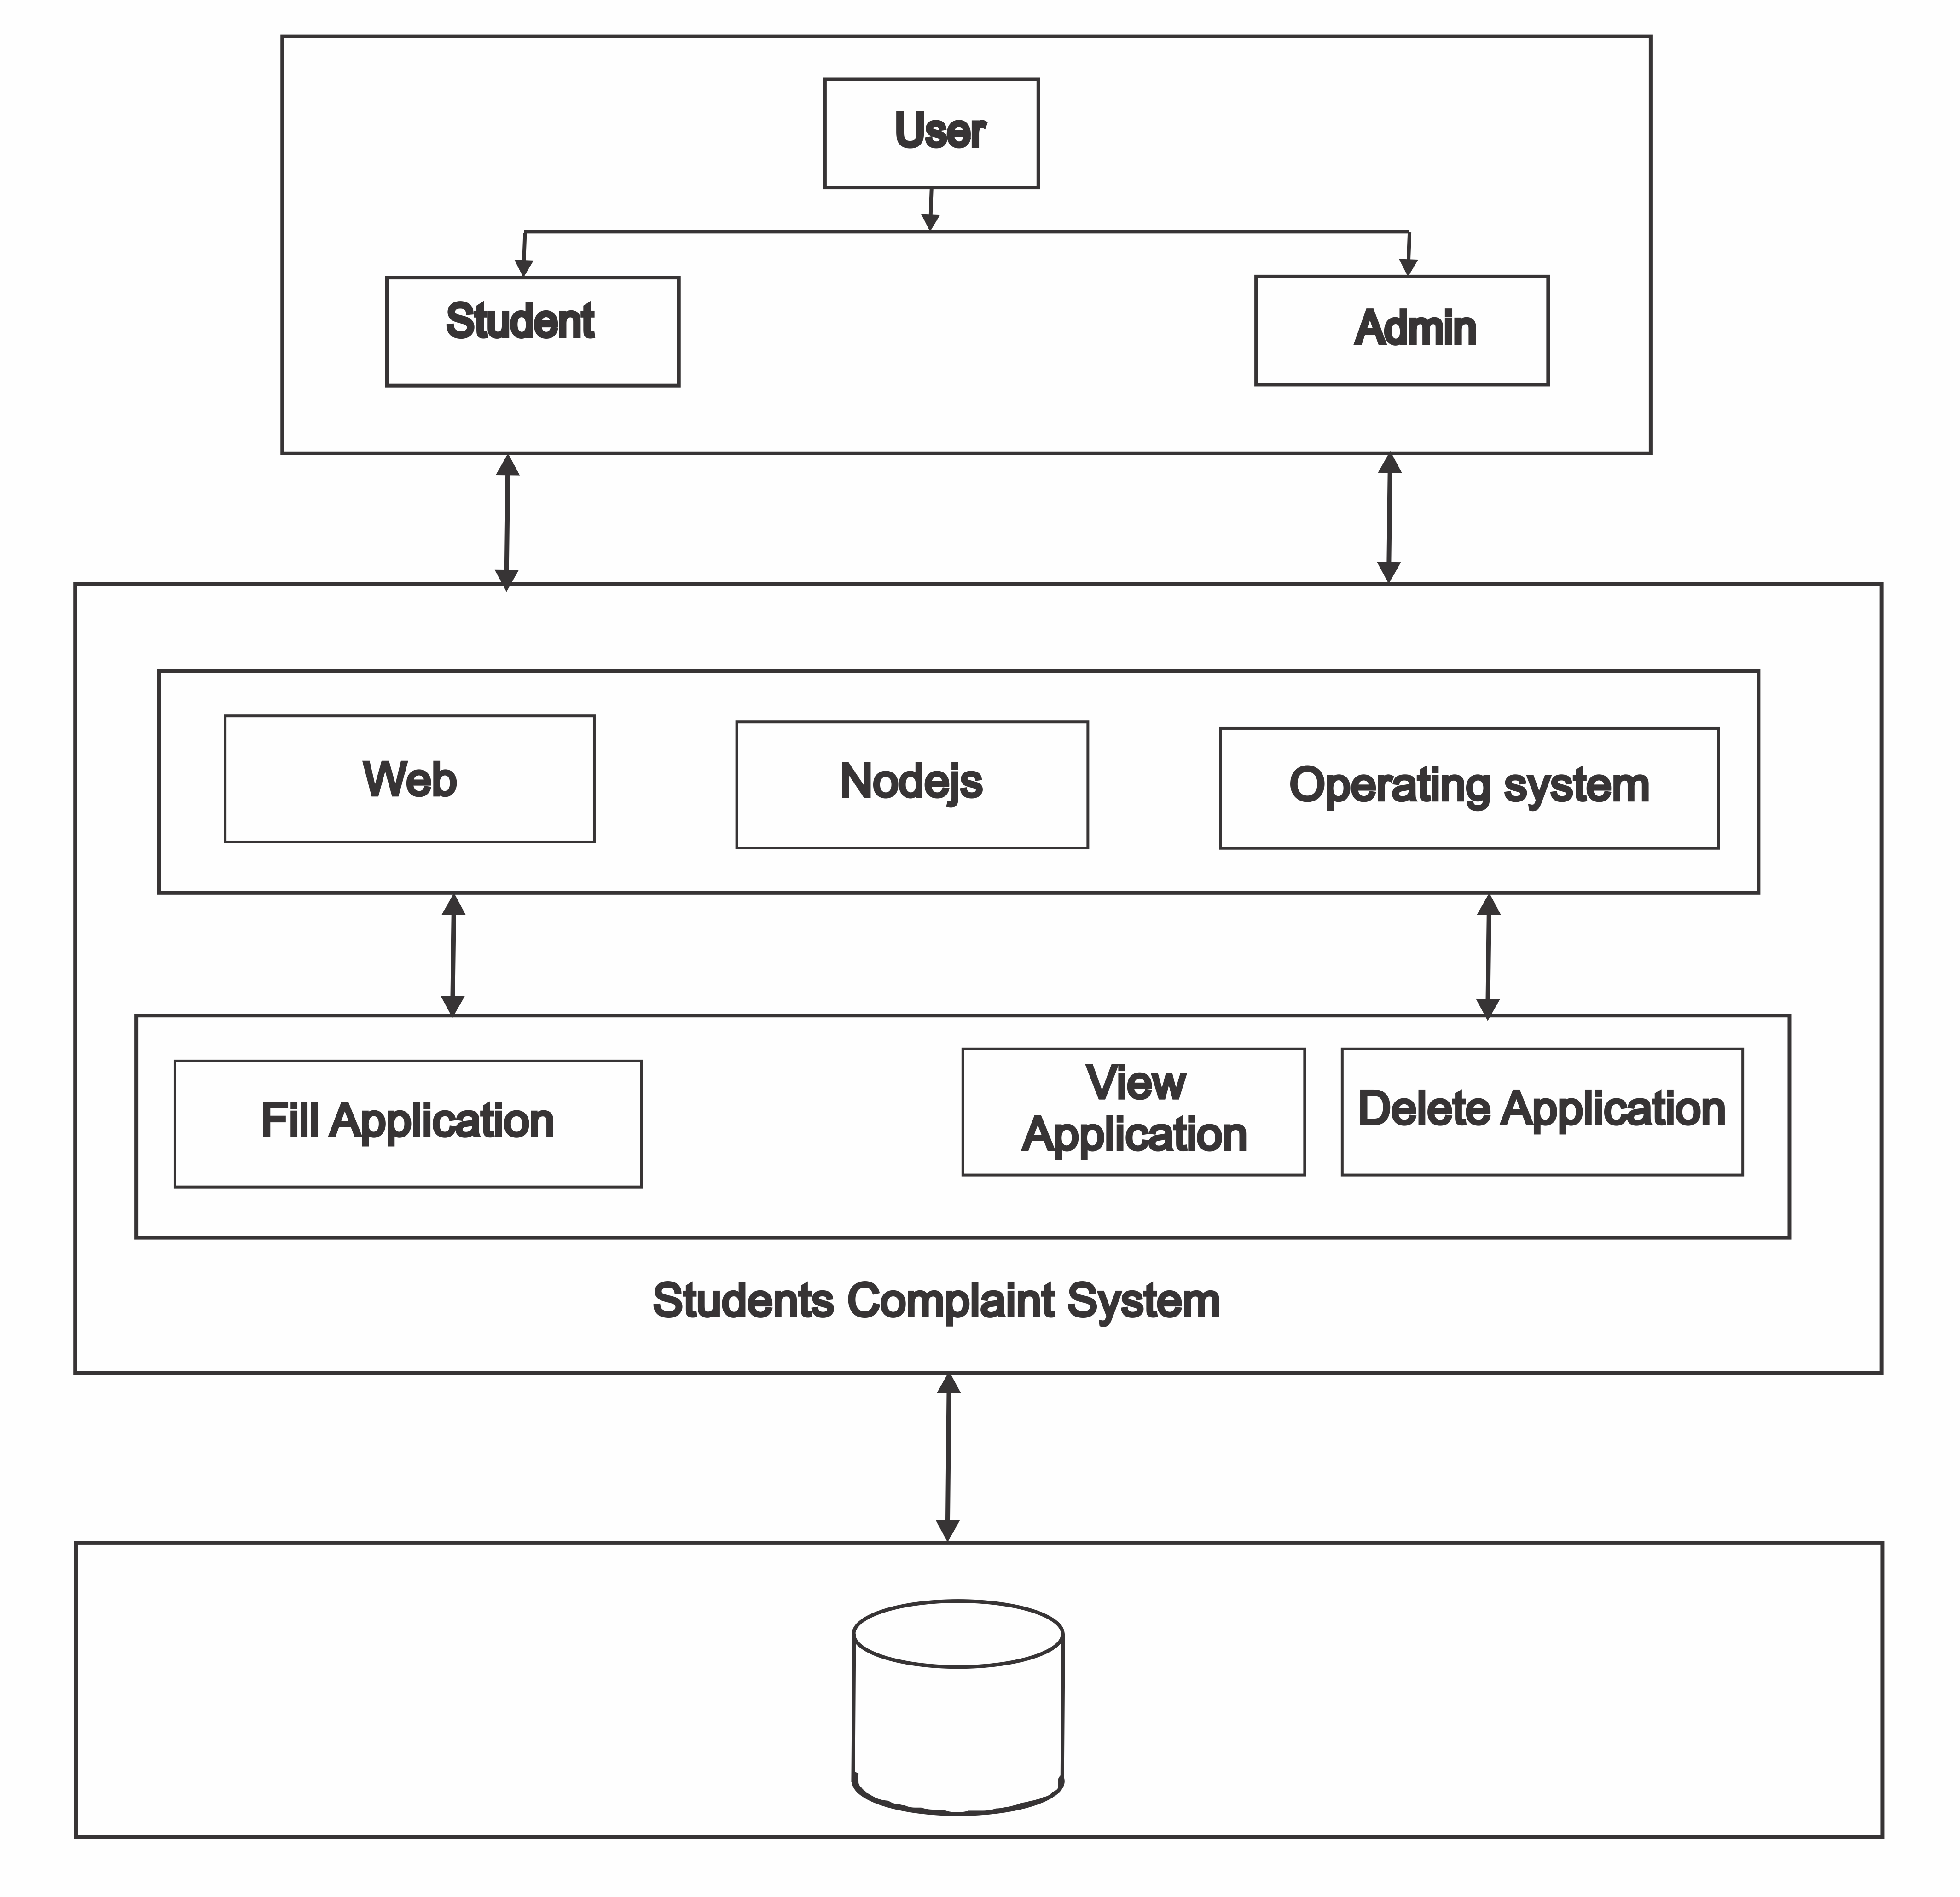 User
Student
Admin
Web
Nodejs
Operating system
Fill Application
View
Application
Delete Application
Students Complaint System